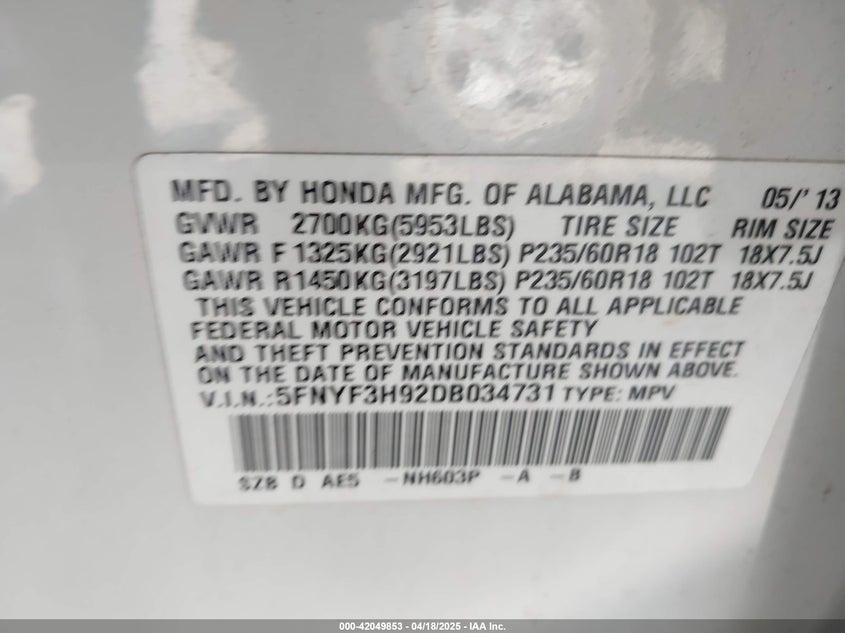 MFD. BY HONDA MFG. OF ALABAMA, LLC 05/' 13
GVWR 2700KG(5953LBS) TIRE SIZE RIM SIZE
GAWR F 1325KG(2921LBS) P235/60R18 102T 18X7.5J
GAWR R1450KG(3197LBS) P235/60R18 102T 18X7.5J
THIS VEHICLE CONFORMS TO ALL APPLICABLE
FEDERAL MOTOR VEHICLE SAFETY
AND THEFT PREVENTION STANDARDS IN EFFECT
ON THE DATE OF MANUFACTURE SHOWN ABOVE.
V.I.N.:5FNYF3H92DB034731 TYPE: MPV
SZB D AE5 -NH603P -A -B
000-42049853 - 04/18/2025 - IAA Inc.